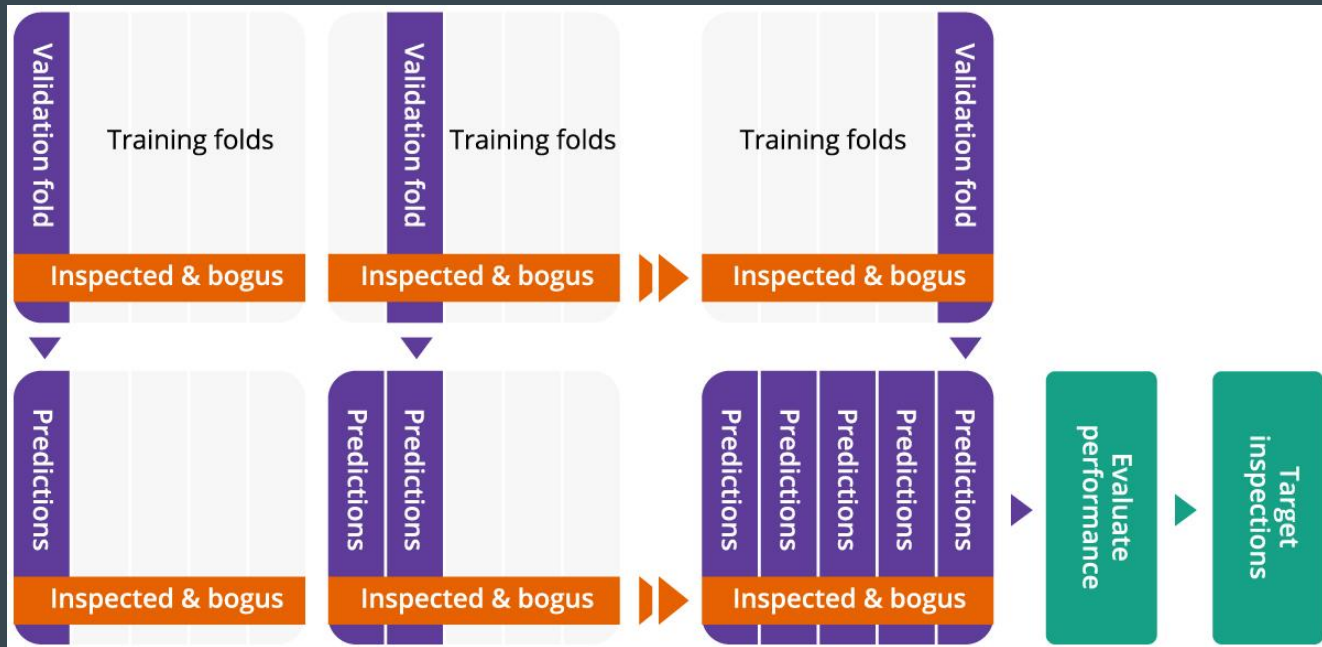 Validation fold
Training folds
Inspected & bogus
Validation fold
Training folds
Inspected & bogus
Training folds
Validation fold
Inspected & bogus
Predictions
Inspected & bogus
Predictions
Predictions
Inspected & bogus
Predictions
Predictions
Predictions
Predictions
Predictions
Inspected & bogus
Evaluate
performance
Target
inspections